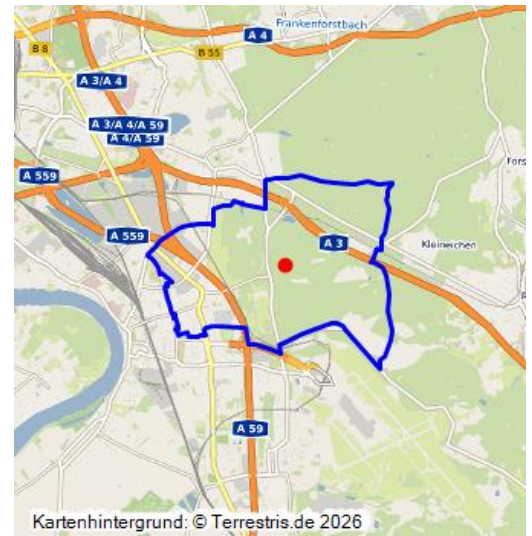 Frankenforstbach
A 4
B 8
B 55
A 3/A 4
A 3/A 4/A 59
A 4/A 59
A 559
A 559
A 3
Kleineichen
A 59
Kartenhintergrund: © Terrestris.de 2026